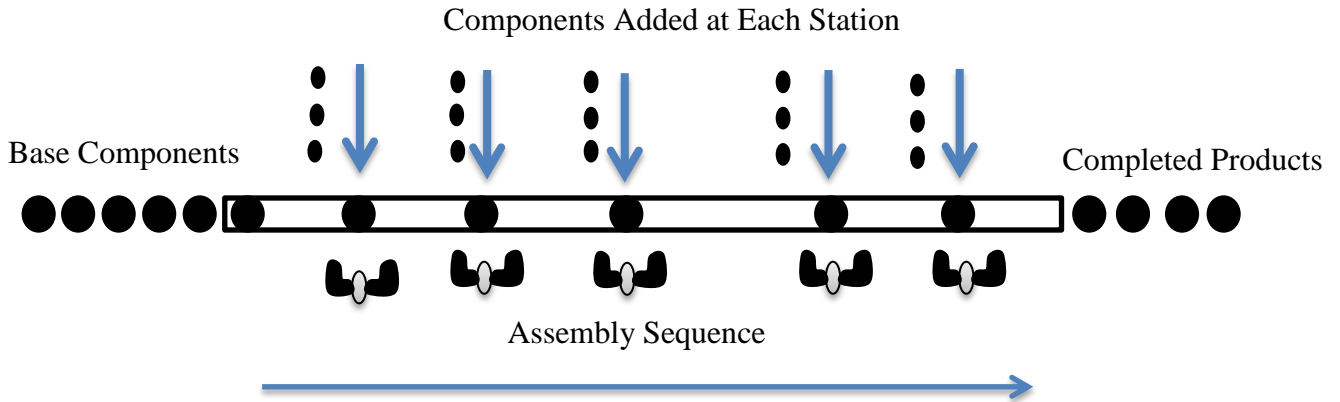 Components Added at Each Station
Base Components
Completed Products
Assembly Sequence